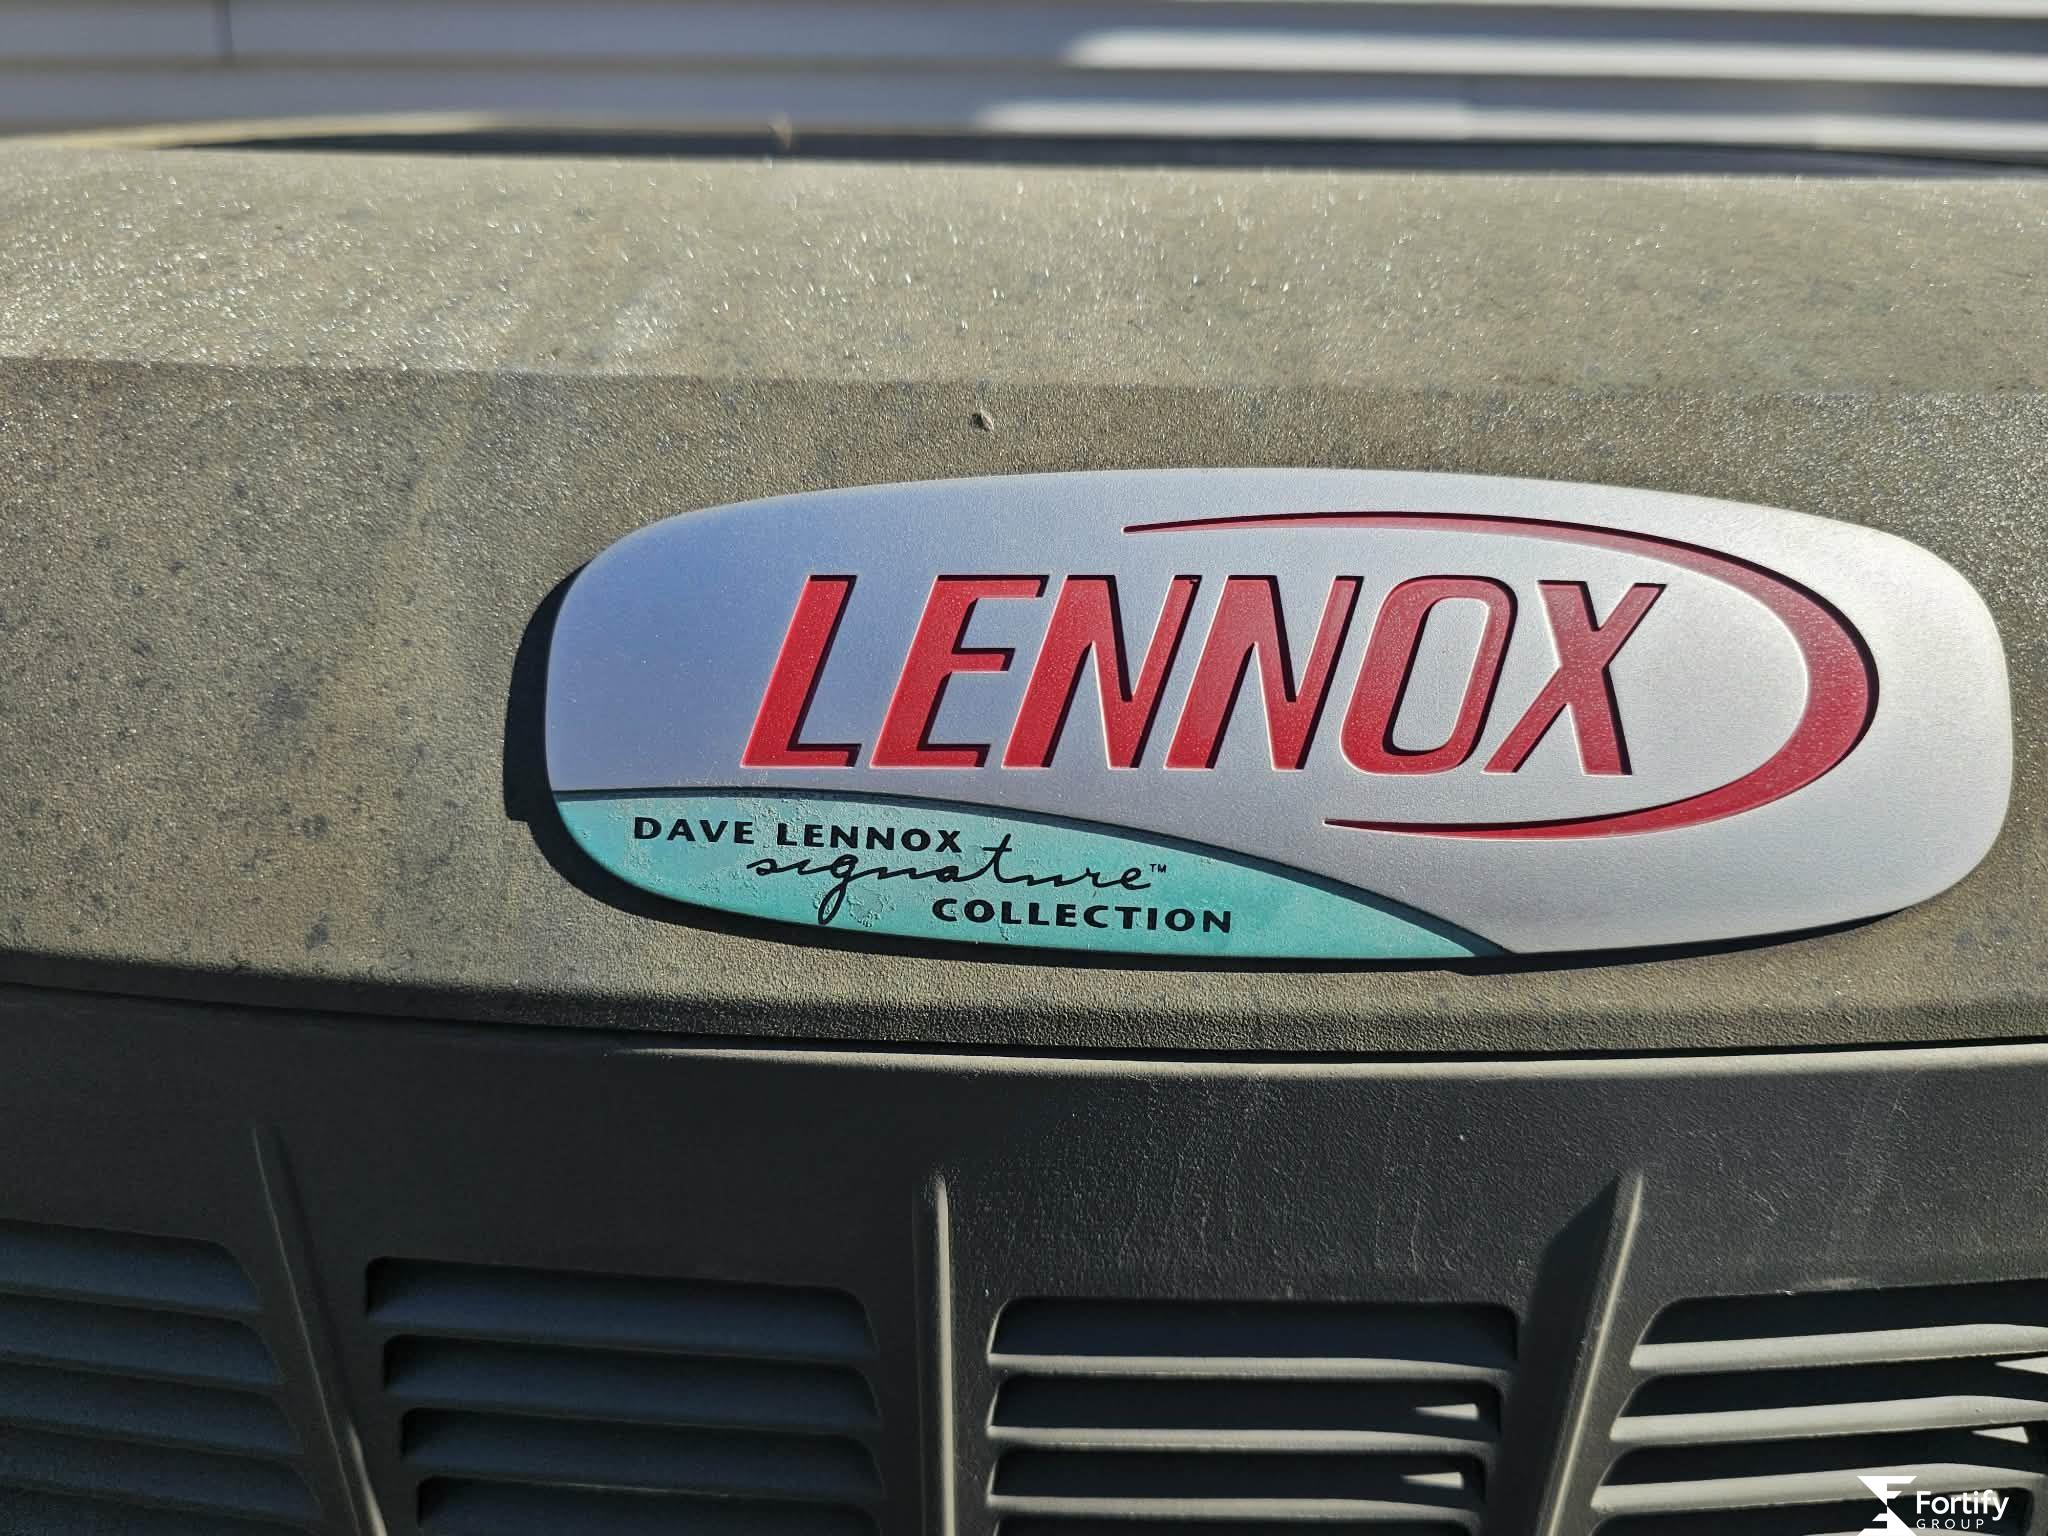 LENNOX
DAVE LENNOX
signature™
COLLECTION
Fortify
GROUP